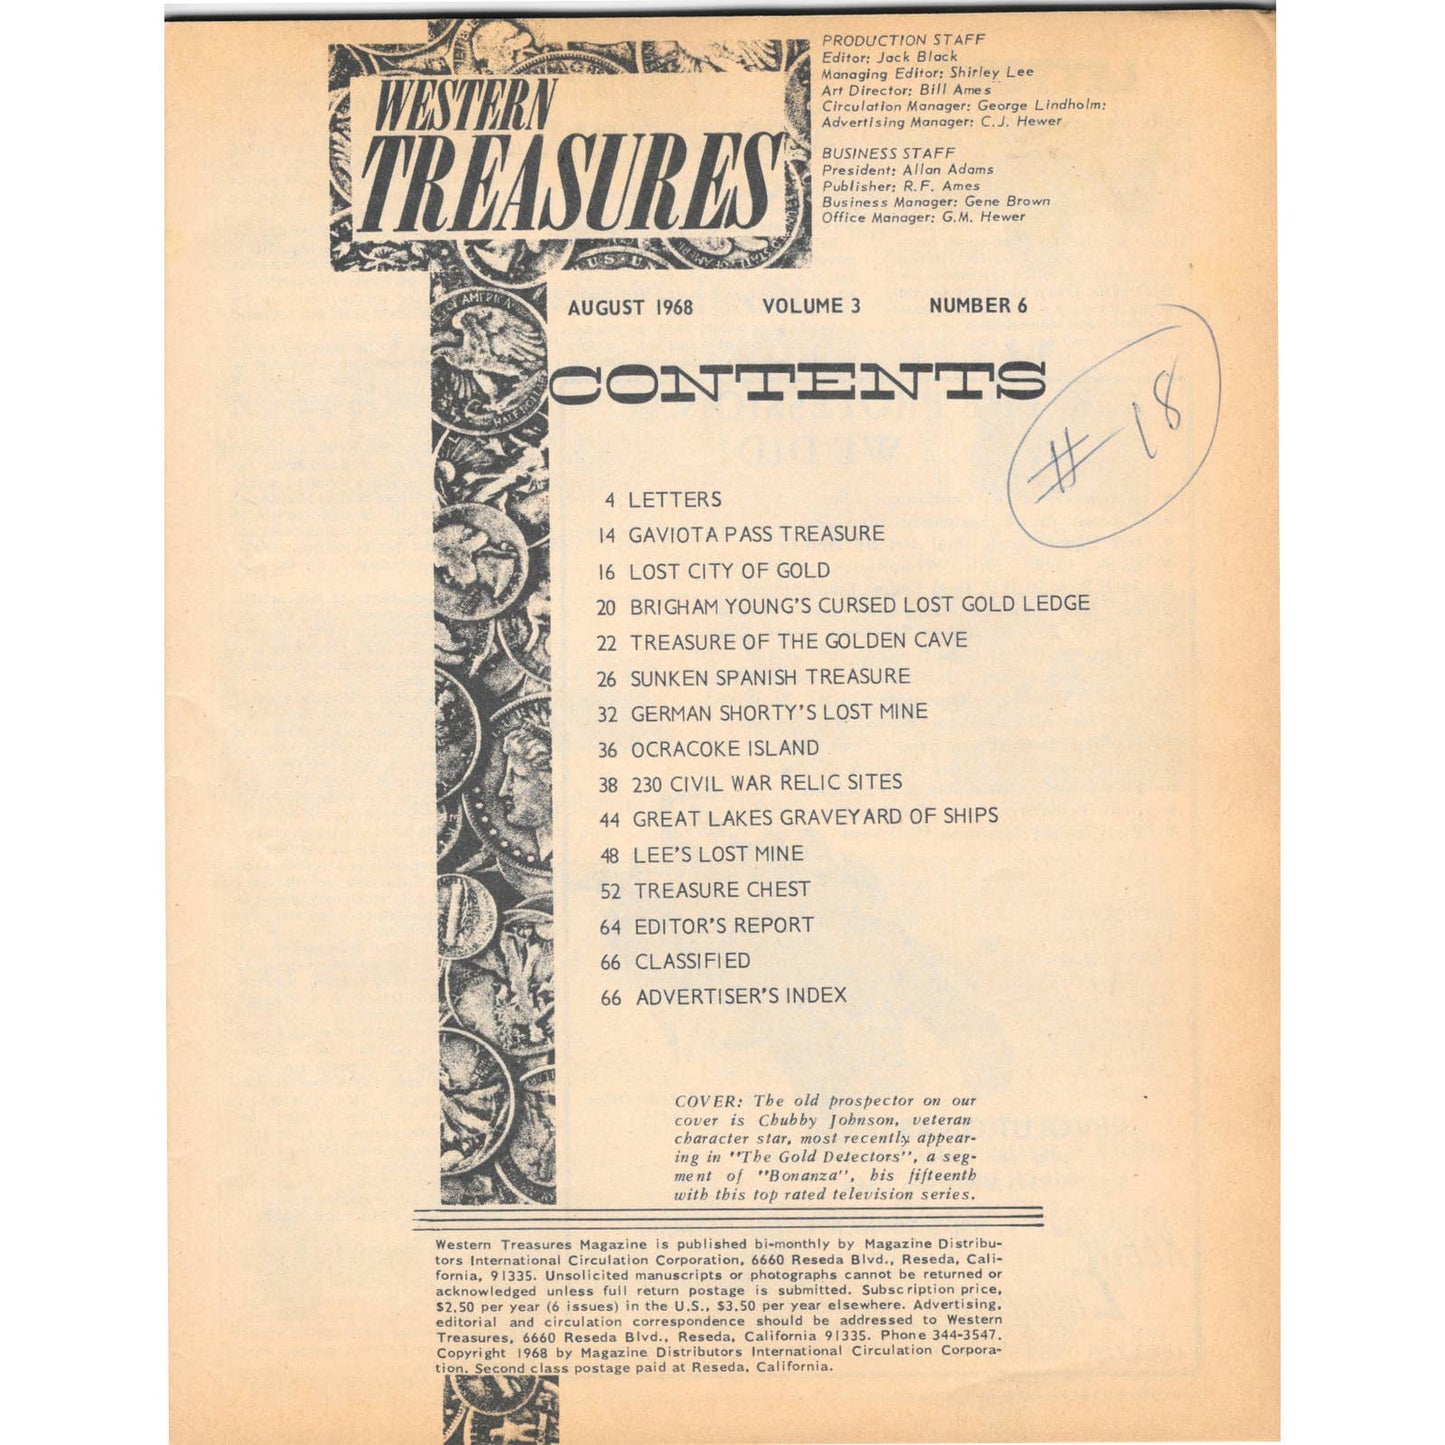 WESTERN
TREASURES
PRODUCTION STAFF
Editor: Jack Black
Managing Editor: Shirley Lee
Art Director: Bill Ames
Circulation Manager: George Lindholm:
Advertising Manager: C.J. Hewer
BUSINESS STAFF
President: Allan Adams
Publisher: R.F. Ames
Business Manager: Gene Brown
Office Manager: G.M. Hewer
AUGUST 1968 VOLUME 3 NUMBER 6
CONTENTS
#-18
4 LETTERS
14 GAVIOTA PASS TREASURE
16 LOST CITY OF GOLD
20 BRIGHAM YOUNG'S CURSED LOST GOLD LEDGE
22 TREASURE OF THE GOLDEN CAVE
26 SUNKEN SPANISH TREASURE
32 GERMAN SHORTY'S LOST MINE
36 OCRACOKE ISLAND
38 230 CIVIL WAR RELIC SITES
44 GREAT LAKES GRAVEYARD OF SHIPS
48 LEE'S LOST MINE
52 TREASURE CHEST
64 EDITOR'S REPORT
66 CLASSIFIED
66 ADVERTISER'S INDEX
COVER: The old prospector on our
cover is Chubby Johnson, veteran
character star, most recently appear-
ing in "The Gold Detectors", a seg-
ment of "Bonanza", his fifteenth
with this top rated television series.
Western Treasures Magazine is published bi-monthly by Magazine Distribu-
tors International Circulation Corporation, 6660 Reseda Blvd., Reseda, Cali-
fornia, 91335. Unsolicited manuscripts or photographs cannot be returned or
acknowledged unless full return postage is submitted. Subscription price,
$2.50 per year (6 issues) in the U.S., $3.50 per year elsewhere. Advertising,
editorial and circulation correspondence should be addressed to Western
Treasures, 6660 Reseda Blvd., Reseda, California 91335. Phone 344-3547.
Copyright 1968 by Magazine Distributors International Circulation Corpora-
tion. Second class postage paid at Reseda, California.